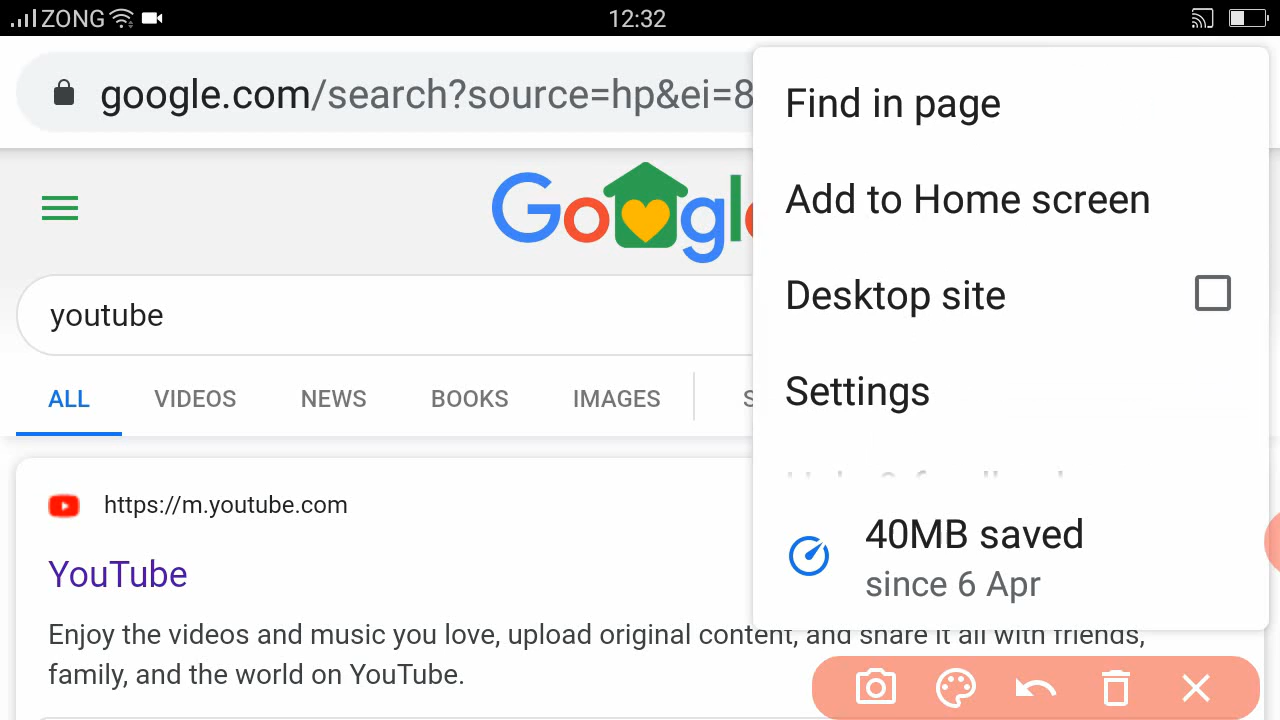 ZONG 12:32
google.com/search?source=hp&ei=8
Google
youtube
ALL VIDEOS NEWS BOOKS IMAGES S
https://m.youtube.com
YouTube
Enjoy the videos and music you love, upload original content, and share it all with friends,
family, and the world on YouTube.
Find in page
Add to Home screen
Desktop site
Settings
40MB saved
since 6 Apr